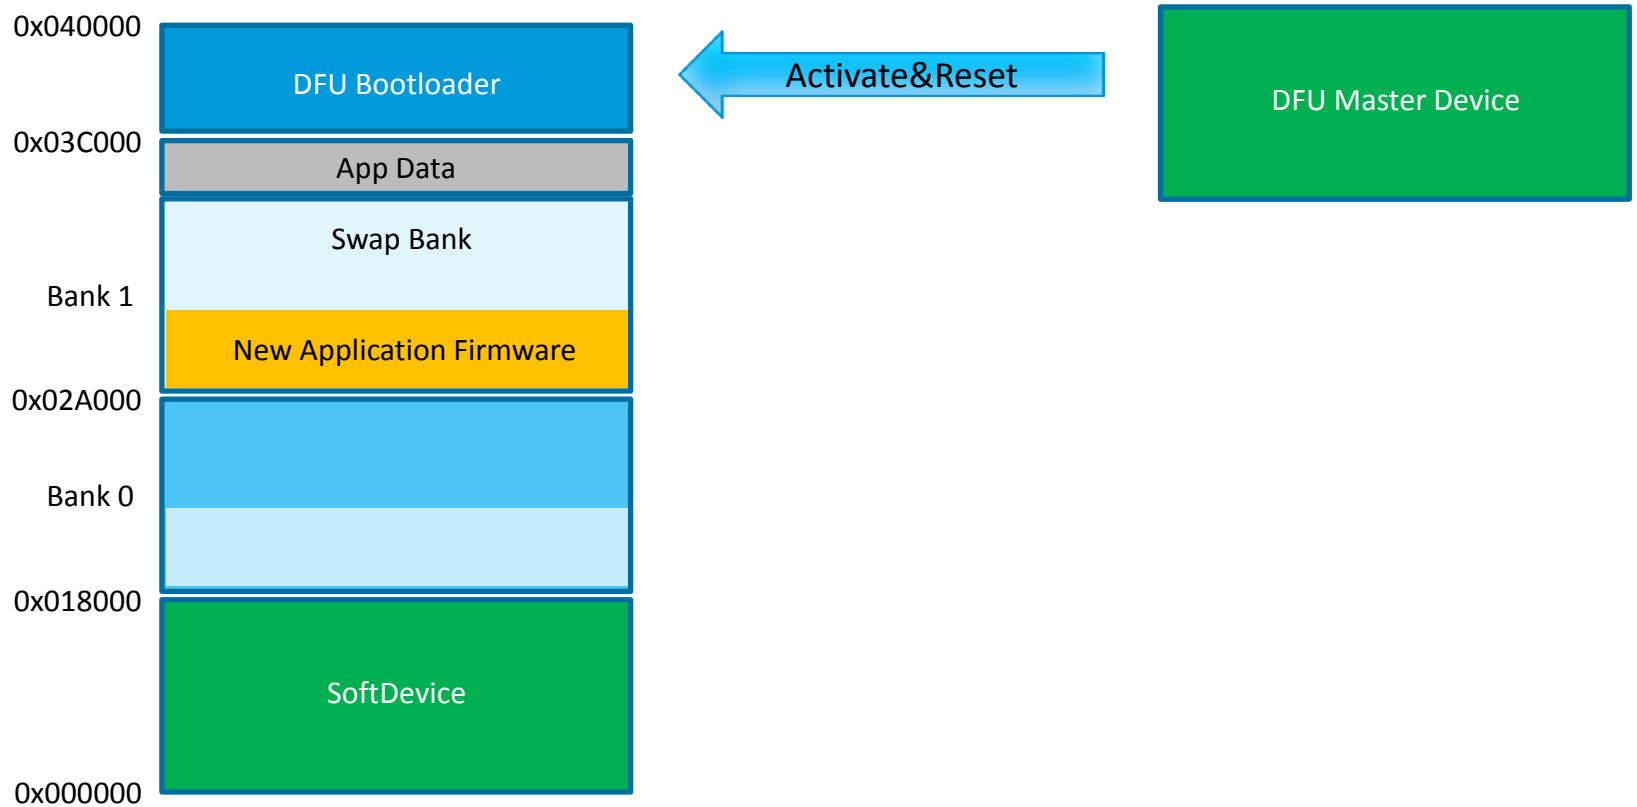 0x040000
DFU Bootloader
Activate&Reset
DFU Master Device
0x03C000
App Data
Swap Bank
Bank 1
New Application Firmware
0x02A000
Bank 0
0x018000
SoftDevice
0x000000